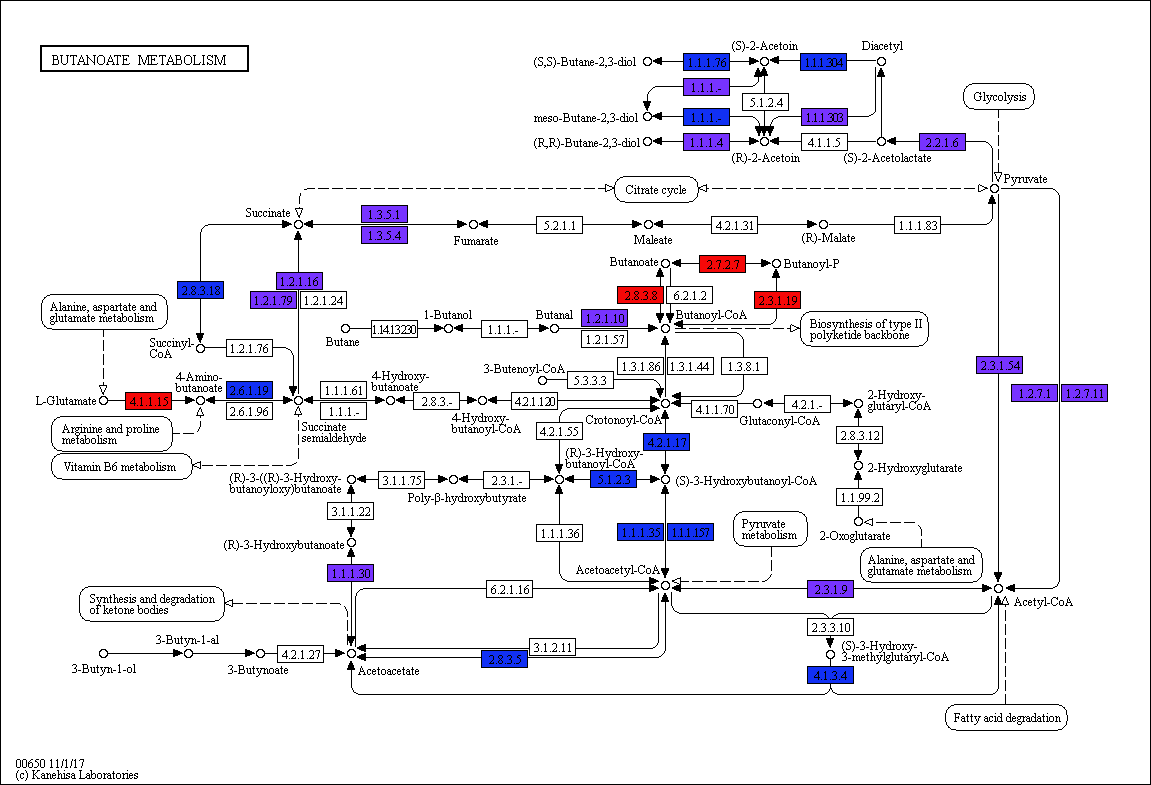 BUTANOATE METABOLISM
(S)-2-Acetoin
Diacetyl
(S,S)-Butane-2,3-diol
1.1.1.76
1.1.1.304
1.1.1.-
5.1.2.4
Glycolysis
meso-Butane-2,3-diol
1.1.1.-
1.1.1.303
(R,R)-Butane-2,3-diol
1.1.1.4
4.1.1.5
2.2.1.6
(R)-2-Acetoin
(S)-2-Acetolactate
Pyruvate
Citrate cycle
Succinate
1.3.5.1
1.3.5.4
Fumarate
5.2.1.1
Maleate
4.2.1.31
(R)-Malate
1.1.1.83
Butanoate
2.7.2.7
Butanoyl-P
2.8.3.18
1.2.1.16
1.2.1.79
1.2.1.24
2.8.3.8
6.2.1.2
2.3.1.19
Alanine, aspartate and
glutamate metabolism
1-Butanol
Butanal
1.2.1.10
Butanoyl-CoA
Biosynthesis of type II
polyketide backbone
Butane
1.14.13.230
1.1.1.-
1.2.1.57
Succinyl-
CoA
1.2.1.76
3-Butenoyl-CoA
1.3.1.86
1.3.1.44
1.3.8.1
2.3.1.54
4-Amino-
butanoate
2.6.1.19
1.1.1.61
4-Hydroxy-
butanoate
5.3.3.3
1.2.7.1
1.2.7.11
L-Glutamate
4.1.1.15
2.6.1.96
1.1.1.-
2.8.3.-
4.2.1.120
4.1.1.70
4.2.1.-
2-Hydroxy-
glutaryl-CoA
Succinate
semialdehyde
4-Hydroxy-
butanoyl-CoA
Crotonoyl-CoA
Glutaconyl-CoA
Arginine and proline
metabolism
4.2.1.55
4.2.1.17
2.8.3.12
Vitamin B6 metabolism
(R)-3-Hydroxy-
butanoyl-CoA
2-Hydroxyglutarate
(R)-3-((R)-3-Hydroxy-
butanoyloxy)butanoate
3.1.1.75
2.3.1.-
5.1.2.3
(S)-3-Hydroxybutanoyl-CoA
Poly-β-hydroxybutyrate
1.1.99.2
3.1.1.22
1.1.1.36
1.1.1.35
1.1.1.157
Pyruvate
metabolism
2-Oxoglutarate
(R)-3-Hydroxybutanoate
Alanine, aspartate and
glutamate metabolism
1.1.1.30
Acetoacetyl-CoA
6.2.1.16
2.3.1.9
Acetyl-CoA
Synthesis and degradation
of ketone bodies
2.3.3.10
3-Butyn-1-al
3.1.2.11
(S)-3-Hydroxy-
3-methylglutaryl-CoA
3-Butyn-1-ol
3-Butynoate
4.2.1.27
Acetoacetate
2.8.3.5
4.1.3.4
Fatty acid degradation
00650 11/1/17
(c) Kanehisa Laboratories